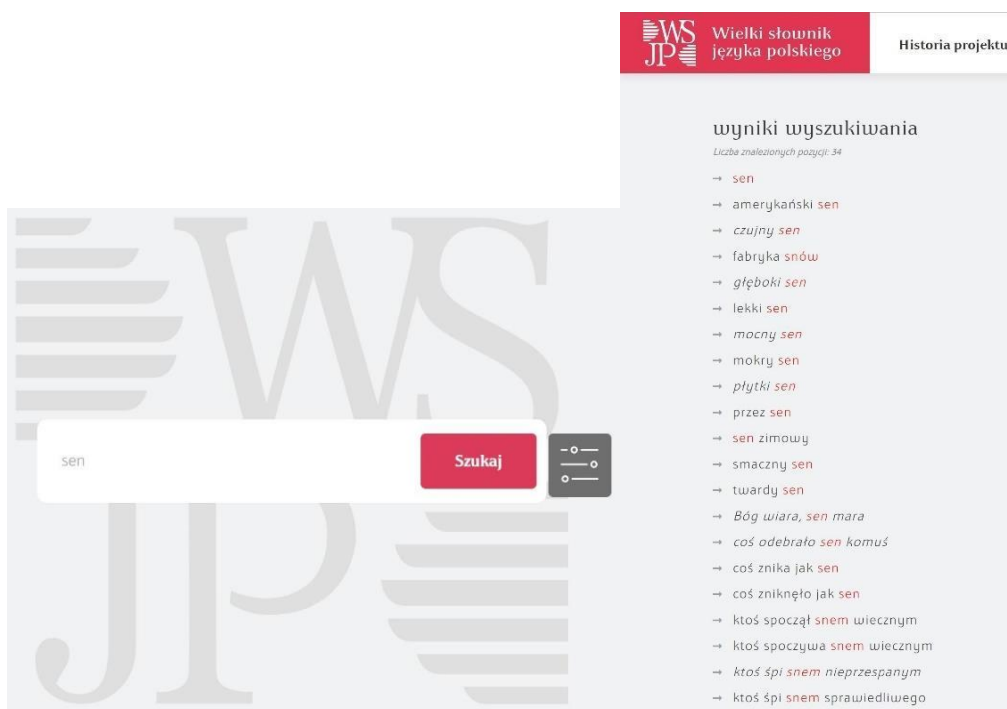 WS
JP
sen
Szukaj
WS
JP
Wielki słownik
języka polskiego
Historia projektu
wyniki wyszukiwania
Liczba znalezionych pozycji: 34
→ sen
→ amerykański sen
→ czujny sen
→ fabryka snów
→ głęboki sen
→ lekki sen
→ mocny sen
→ mokry sen
→ płytki sen
→ przez sen
→ sen zimowy
→ smaczny sen
→ twardy sen
→ Bóg wiara, sen mara
→ coś odebrało sen komuś
→ coś znika jak sen
→ coś zniknęło jak sen
→ ktoś spoczął snem wiecznym
→ ktoś spoczywa snem wiecznym
→ ktoś śpi snem nieprzespanym
→ ktoś śpi snem sprawiedliwego